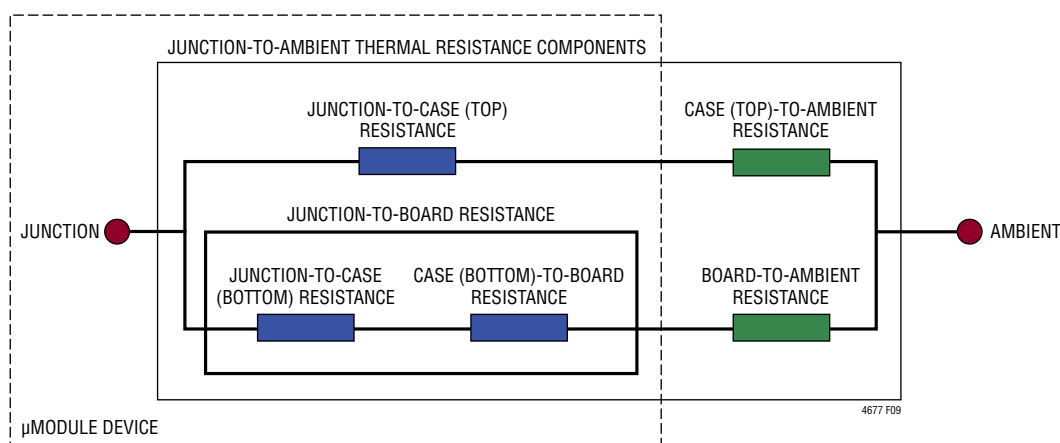 JUNCTION-TO-AMBIENT THERMAL RESISTANCE COMPONENTS
JUNCTION-TO-CASE (TOP)
RESISTANCE
CASE (TOP)-TO-AMBIENT
RESISTANCE
JUNCTION-TO-BOARD RESISTANCE
JUNCTION
AMBIENT
JUNCTION-TO-CASE
(BOTTOM) RESISTANCE
CASE (BOTTOM)-TO-BOARD
RESISTANCE
BOARD-TO-AMBIENT
RESISTANCE
4677 F09
µMODULE DEVICE